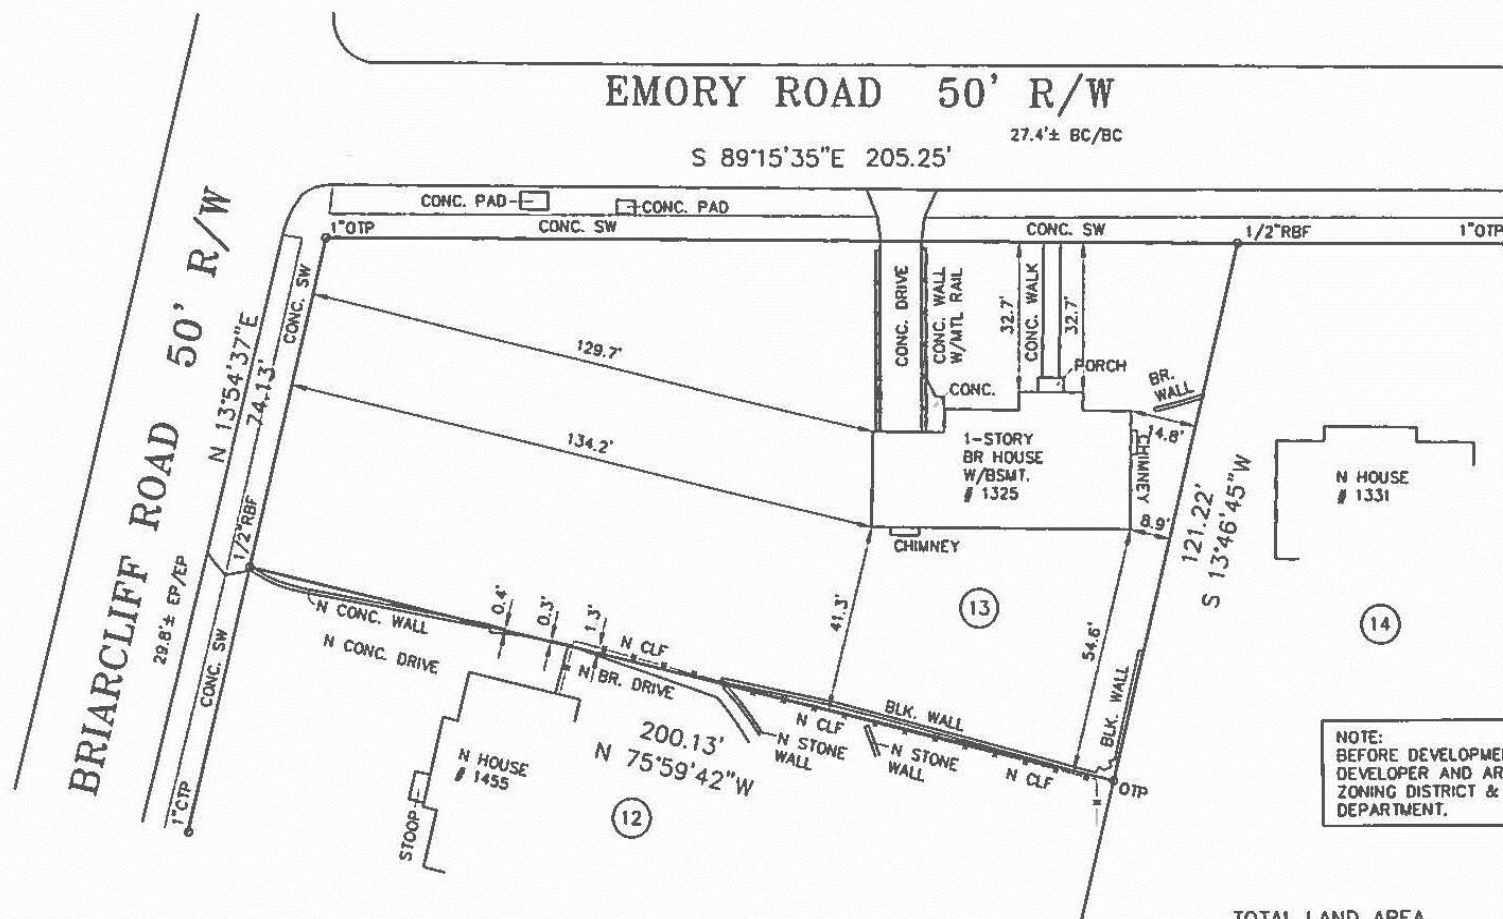 EMORY ROAD 50' R/W
27.4'± BC/BC
S 89°15'35"E 205.25'
CONC. PAD
CONC. PAD
CONC. SW
CONC. SW
1"OTP
1/2"RBF
1"OTP
BRIARCLIFF ROAD 50' R/W
N 13°54'37"E
74.13'
CONC. SW
29.8'± EP/EP
1/2"RBF
CONC. SW
1"CTP
129.7'
134.2'
CONC. DRIVE
CONC. WALL
W/MTL RAIL
32.7'
CONC. WALK
32.7'
PORCH
CONC.
BR.
WALL
14.8'
CHIMNEY
8.9'
1-STORY
BR HOUSE
W/BSMT.
# 1325
CHIMNEY
121.22'
S 13°46'45"W
N HOUSE
# 1331
13
14
41.3'
54.6'
N CONC. WALL
N CONC. DRIVE
0.4'
0.3'
1.3'
N CLF
N BR. DRIVE
200.13'
N 75°59'42"W
BLK. WALL
N CLF
N STONE
WALL
N STONE
WALL
N CLF
BLK. WALL
OTP
N HOUSE
# 1455
STOOP
12
NOTE:
BEFORE DEVELOPME
DEVELOPER AND AR
ZONING DISTRICT &
DEPARTMENT.
TOTAL LAND AREA